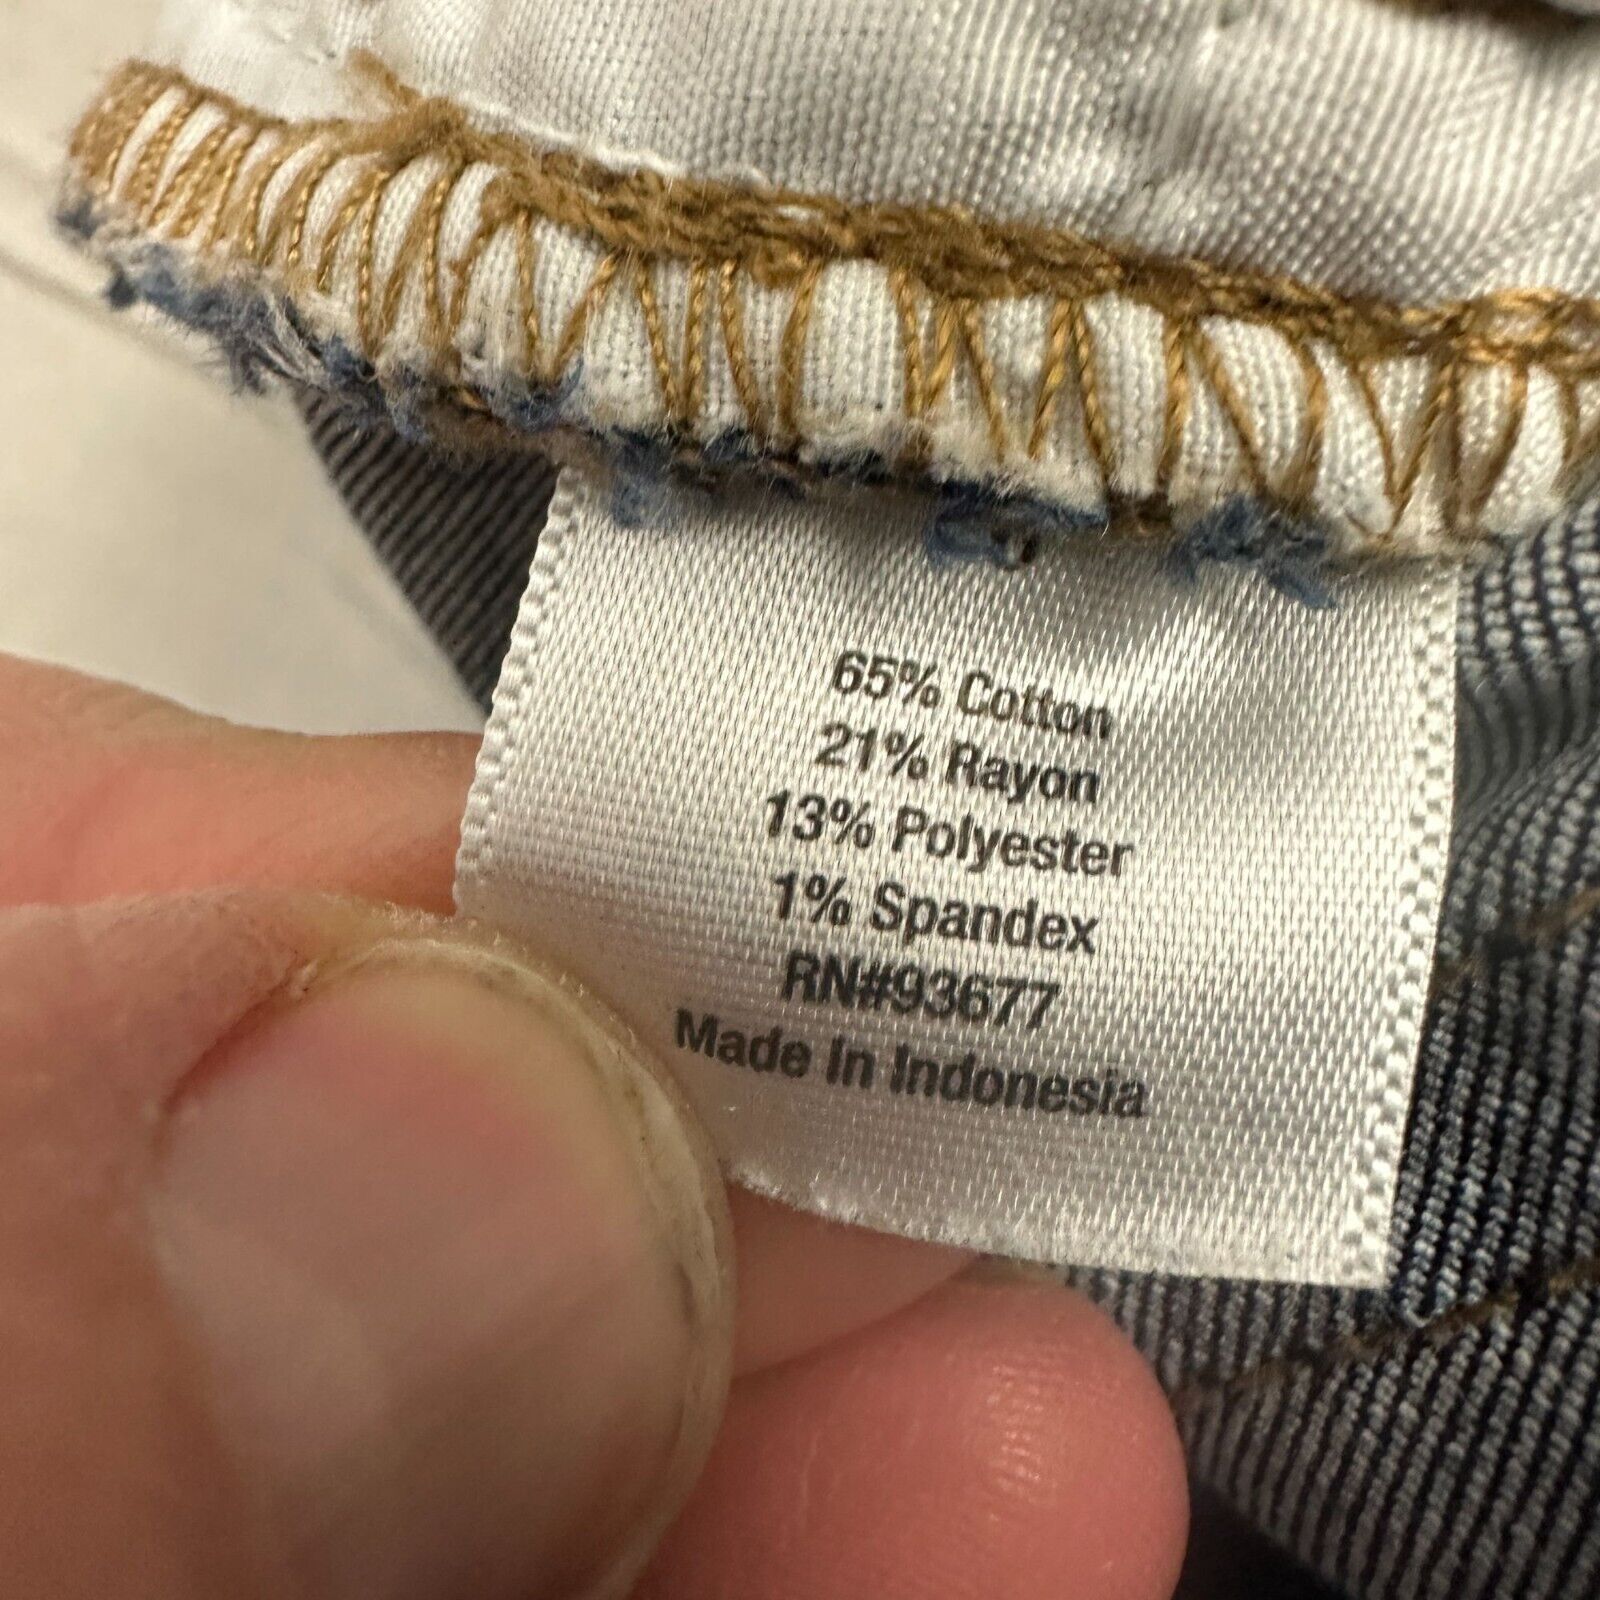 65% Cotton
21% Rayon
13% Polyester
1% Spandex
RN#93677
Made In Indonesia